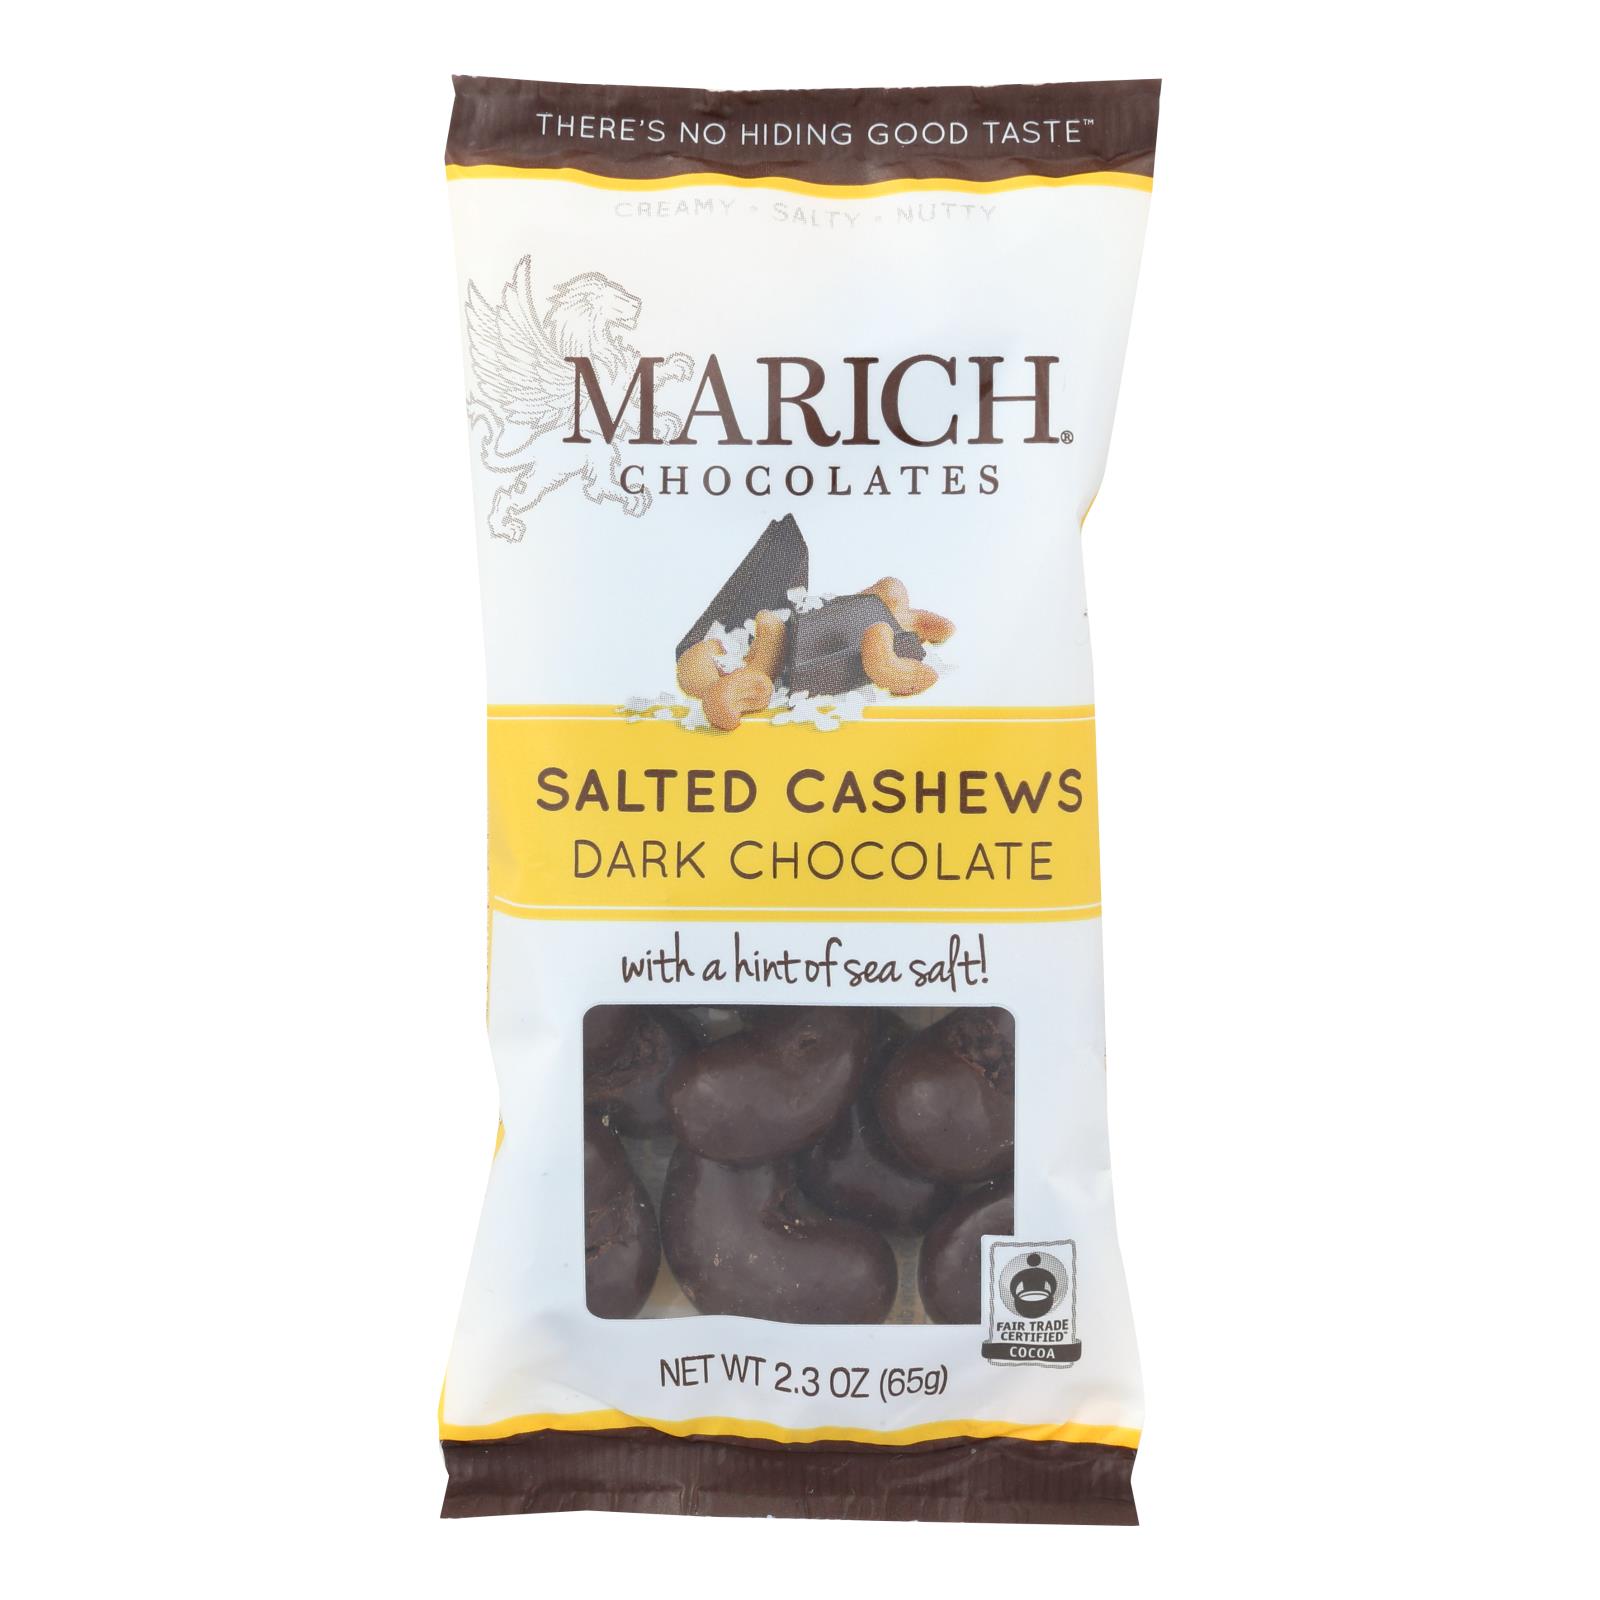 THERE'S NO HIDING GOOD TASTE™
CREAMY • SALTY • NUTTY
MARICH®
CHOCOLATES
SALTED CASHEWS
DARK CHOCOLATE
with a hint of sea salt!
FAIR TRADE
CERTIFIED™
COCOA
NET WT 2.3 OZ (65g)